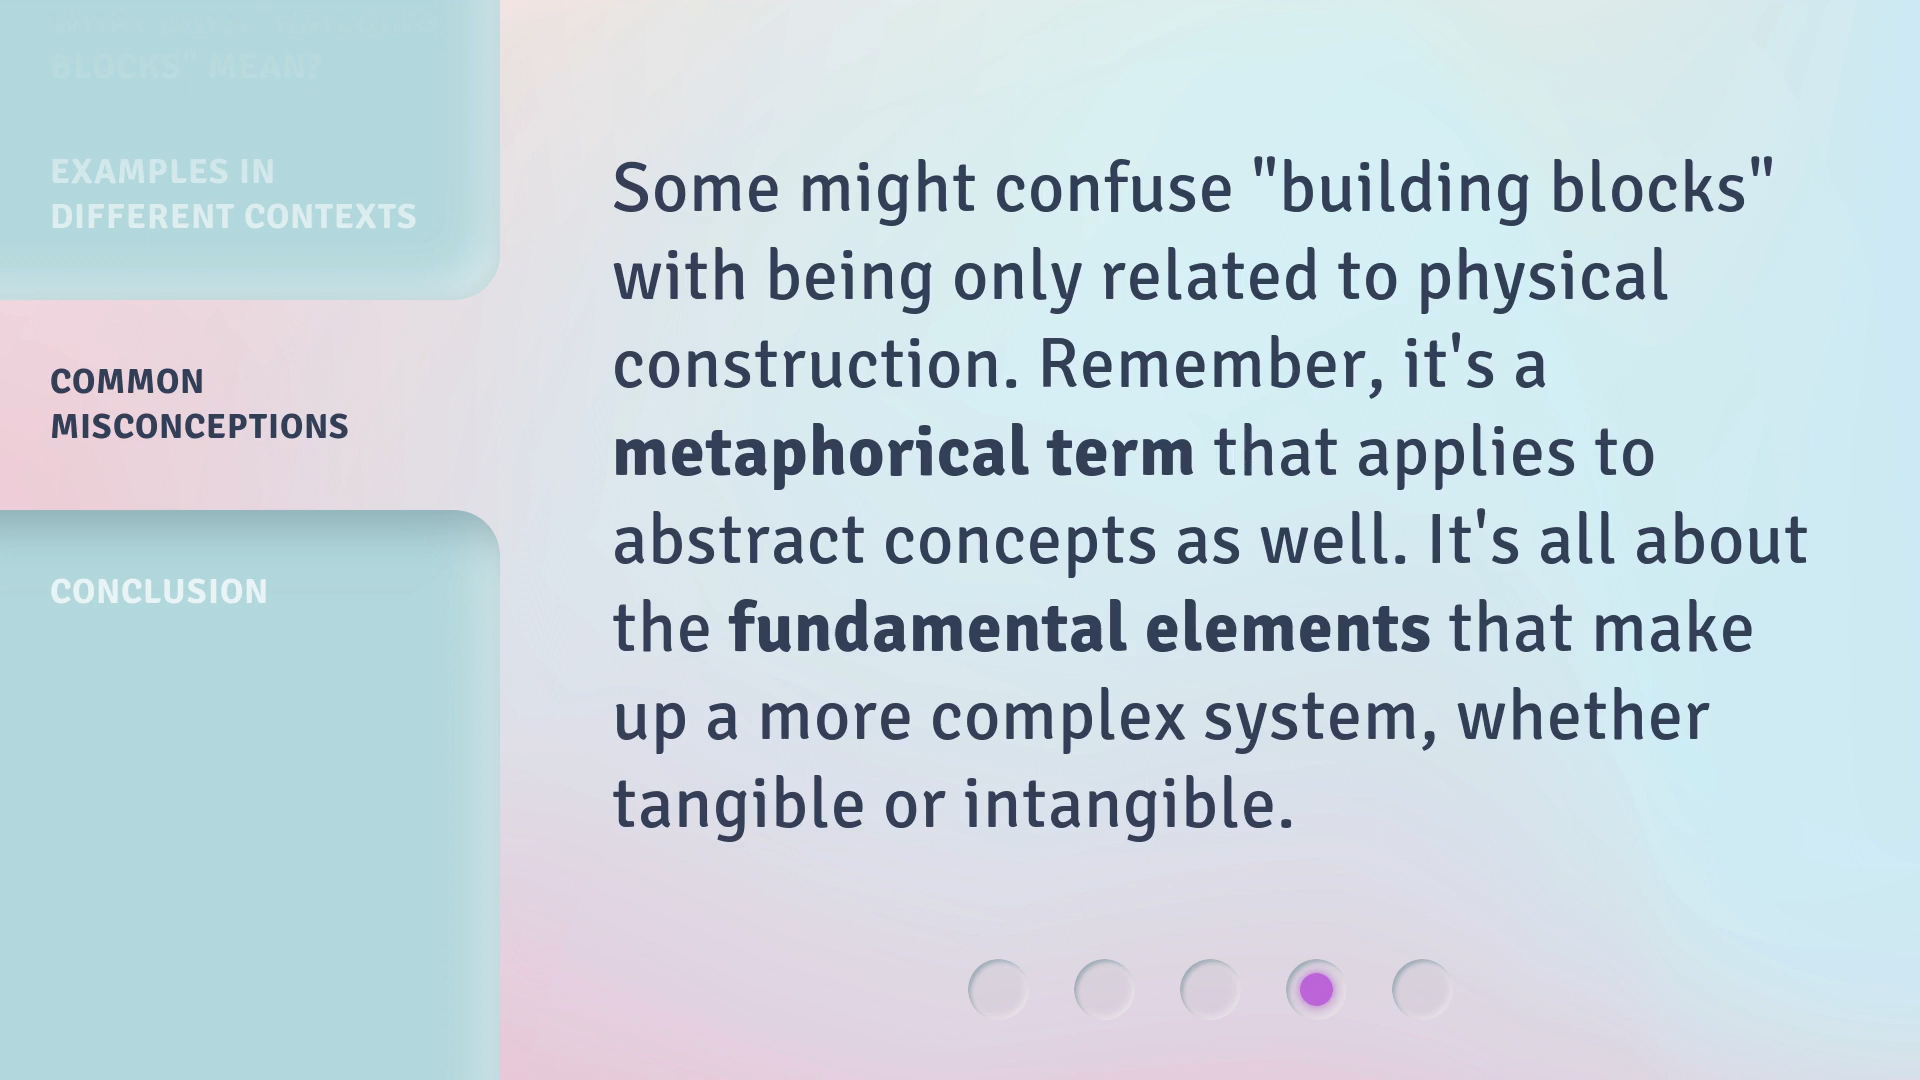 BLOCKS" MEAN?
EXAMPLES IN
DIFFERENT CONTEXTS
COMMON
MISCONCEPTIONS
CONCLUSION
Some might confuse "building blocks"
with being only related to physical
construction. Remember, it's a
metaphorical term that applies to
abstract concepts as well. It's all about
the fundamental elements that make
up a more complex system, whether
tangible or intangible.